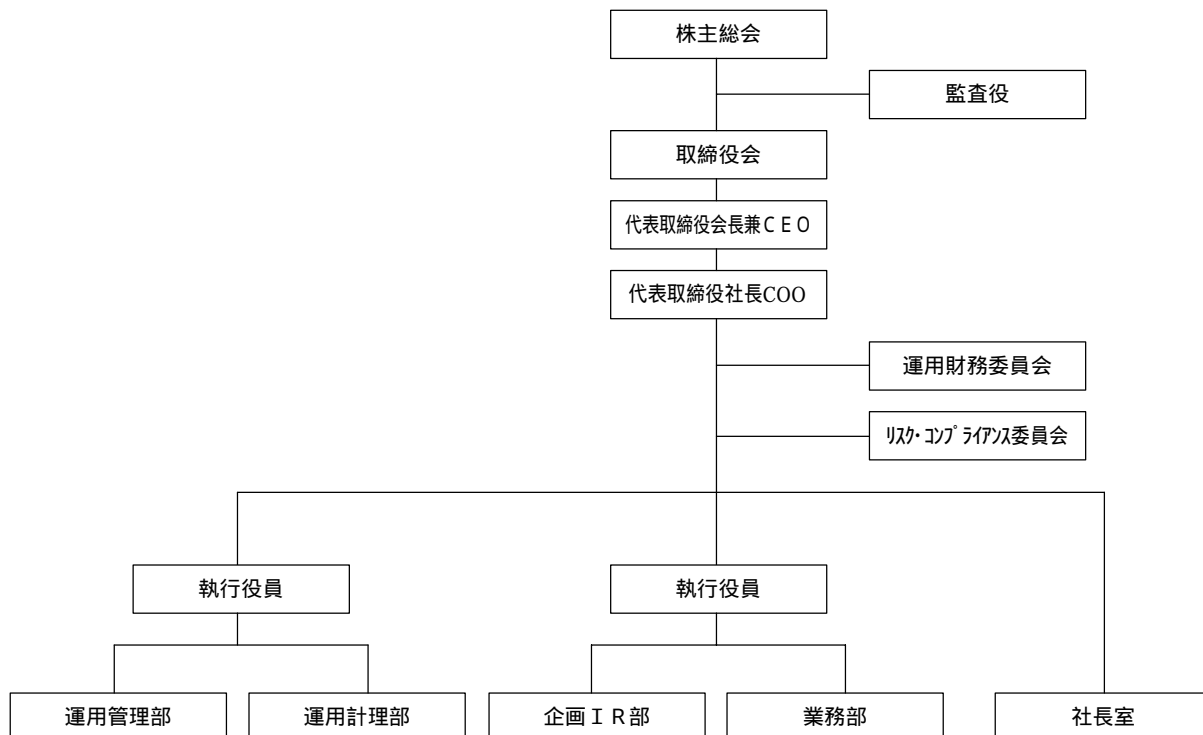 株主総会
監査役
取締役会
代表取締役会長兼ＣＥＯ
代表取締役社長COO
運用財務委員会
ﾘｽｸ・ｺﾝﾌﾟﾗｲｱﾝｽ委員会
執行役員
執行役員
運用管理部
運用計理部
企画ＩＲ部
業務部
社長室